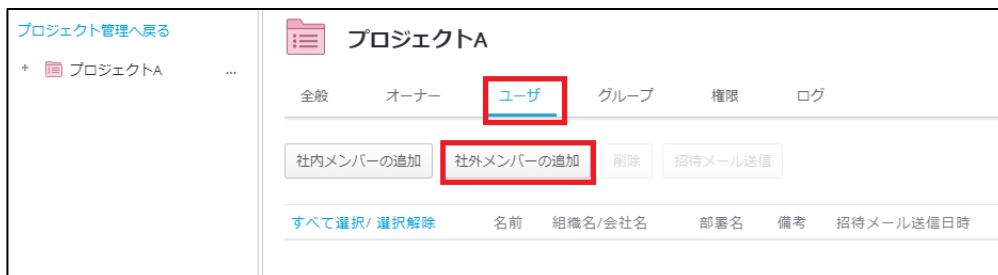 プロジェクト管理へ戻る
+ プロジェクトA ...
プロジェクトA
全般 オーナー ユーザ グループ 権限 ログ
社内メンバーの追加 社外メンバーの追加 削除 招待メール送信
すべて選択/ 選択解除 名前 組織名/会社名 部署名 備考 招待メール送信日時